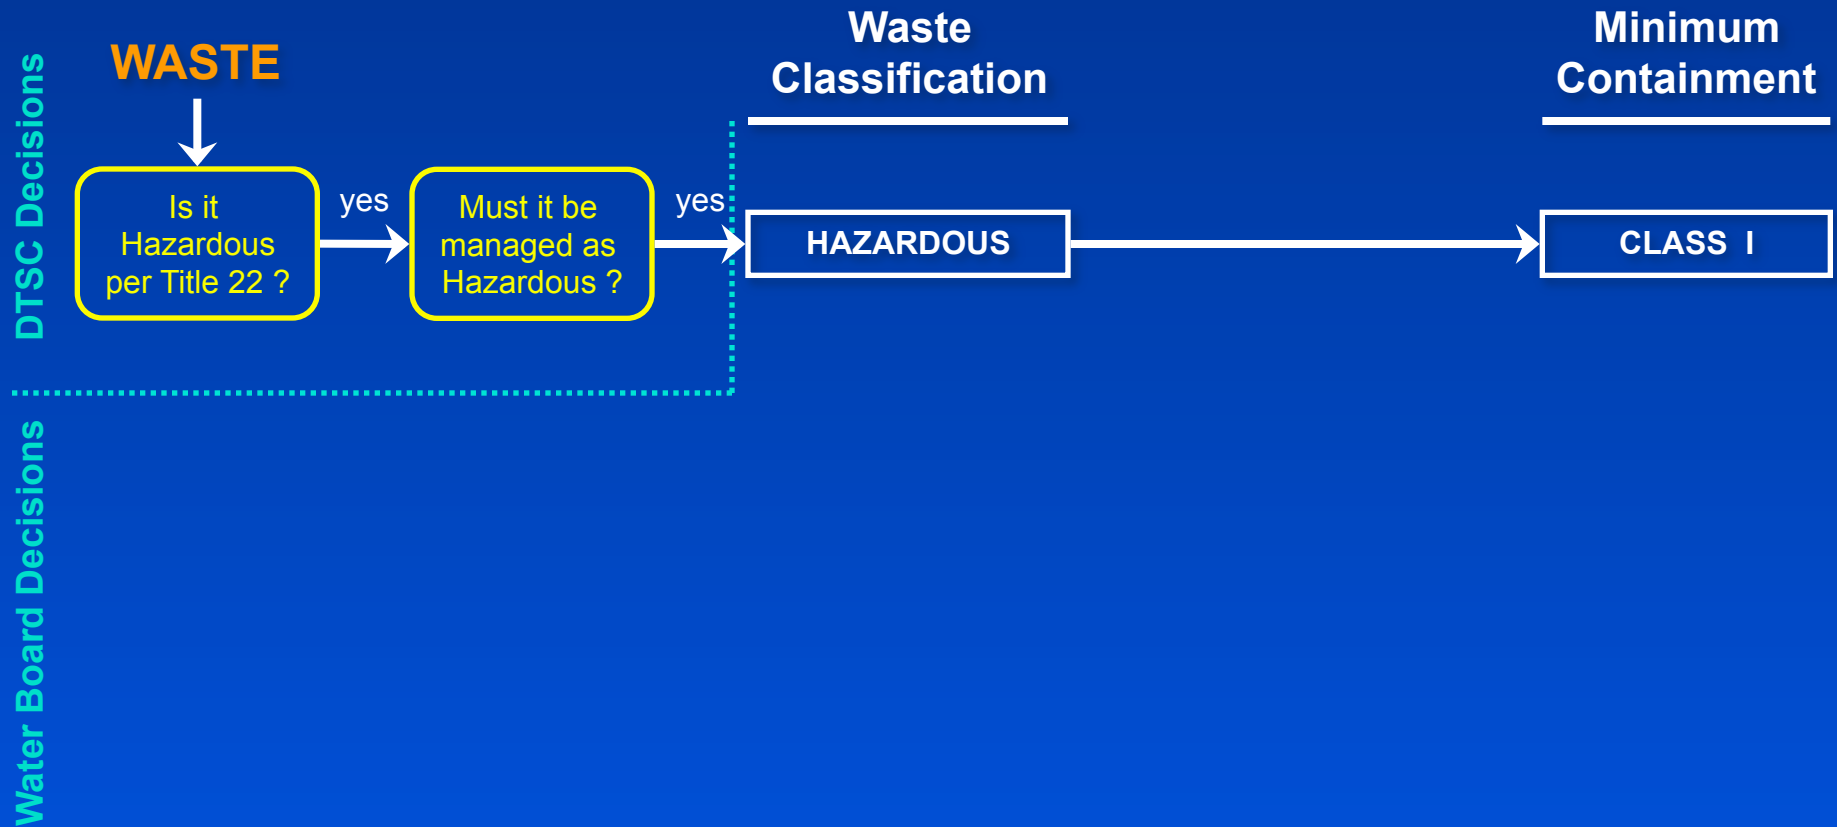 WASTE
Waste
Classification
Minimum
Containment
DTSC Decisions
Is it
Hazardous
per Title 22 ?
yes
Must it be
managed as
Hazardous ?
yes
HAZARDOUS
CLASS I
Water Board Decisions